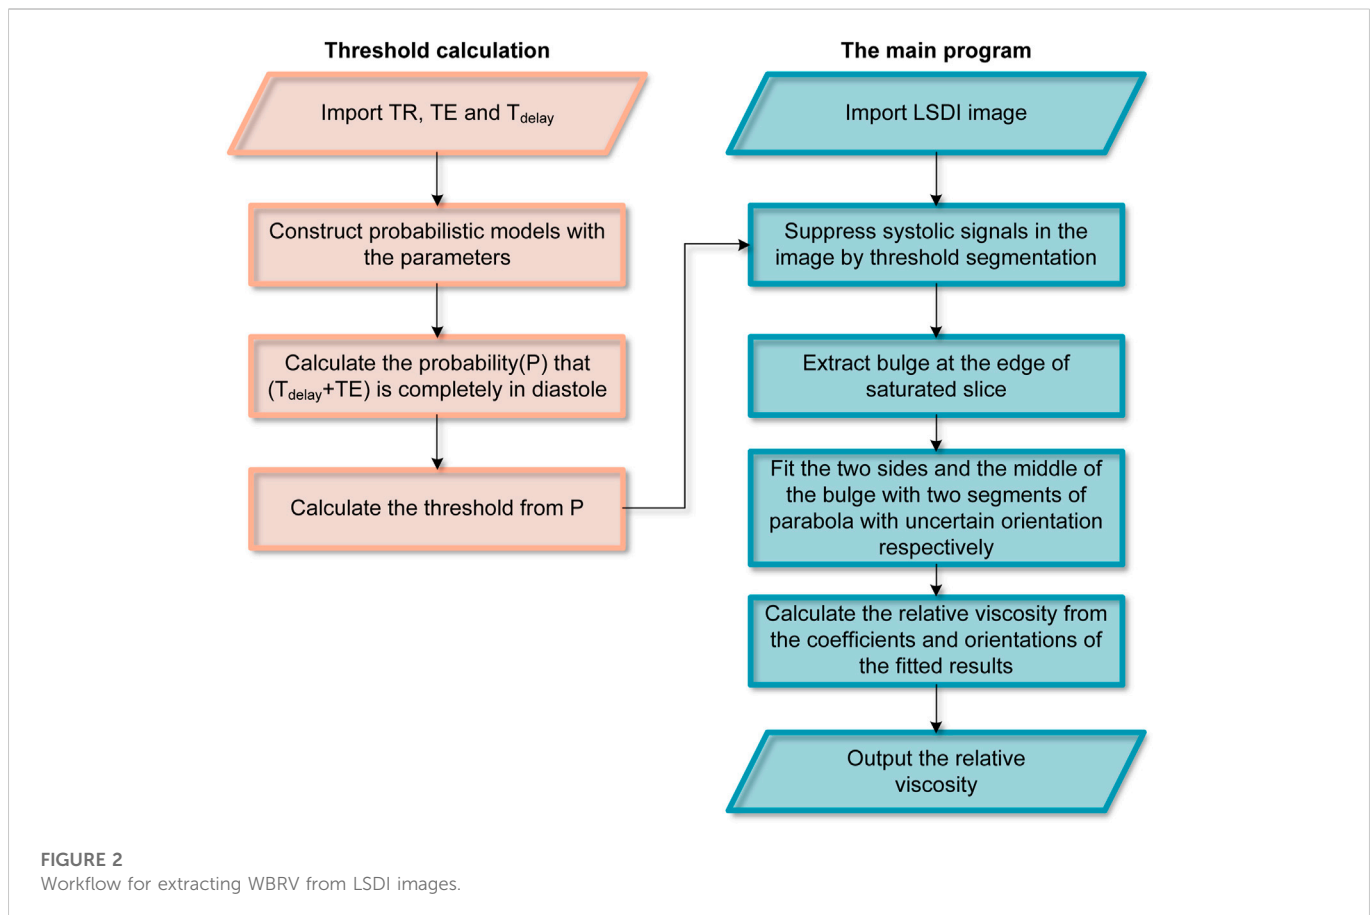 Threshold calculation
Import TR, TE and Tdelay
Construct probabilistic models with
the parameters
Calculate the probability(P) that
(Tdelay+TE) is completely in diastole
Calculate the threshold from P
The main program
Import LSDI image
Suppress systolic signals in the
image by threshold segmentation
Extract bulge at the edge of
saturated slice
Fit the two sides and the middle of
the bulge with two segments of
parabola with uncertain orientation
respectively
Calculate the relative viscosity from
the coefficients and orientations of
the fitted results
Output the relative
viscosity
FIGURE 2
Workflow for extracting WBRV from LSDI images.